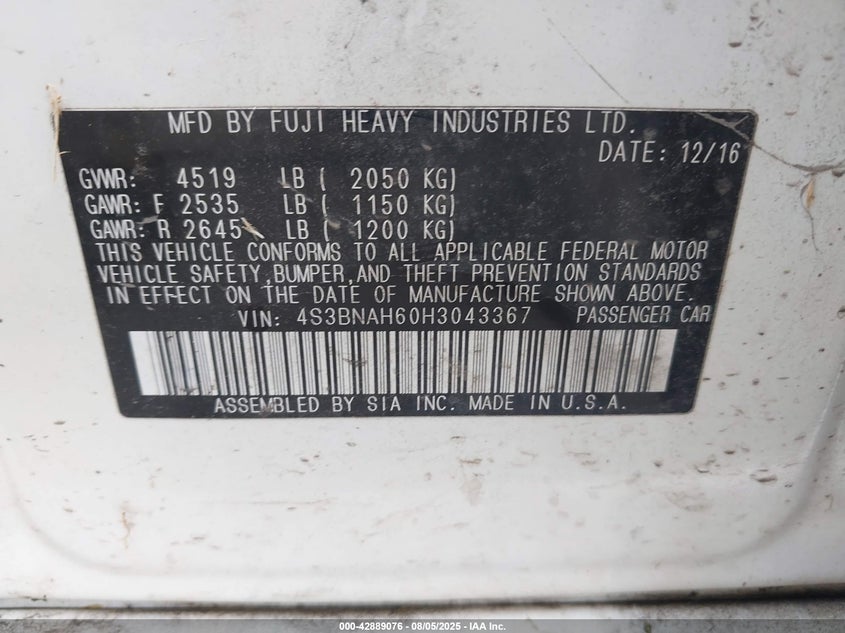 MFD BY FUJI HEAVY INDUSTRIES LTD.
DATE: 12/16
GVWR: 4519 LB ( 2050 KG)
GAWR: F 2535 LB ( 1150 KG)
GAWR: R 2645 LB ( 1200 KG)
THIS VEHICLE CONFORMS TO ALL APPLICABLE FEDERAL MOTOR
VEHICLE SAFETY,BUMPER,AND THEFT PREVENTION STANDARDS
IN EFFECT ON THE DATE OF MANUFACTURE SHOWN ABOVE.
VIN: 4S3BNAH60H3043367 PASSENGER CAR
ASSEMBLED BY SIA INC. MADE IN U.S.A.
000-42889076 - 08/05/2025 - IAA Inc.